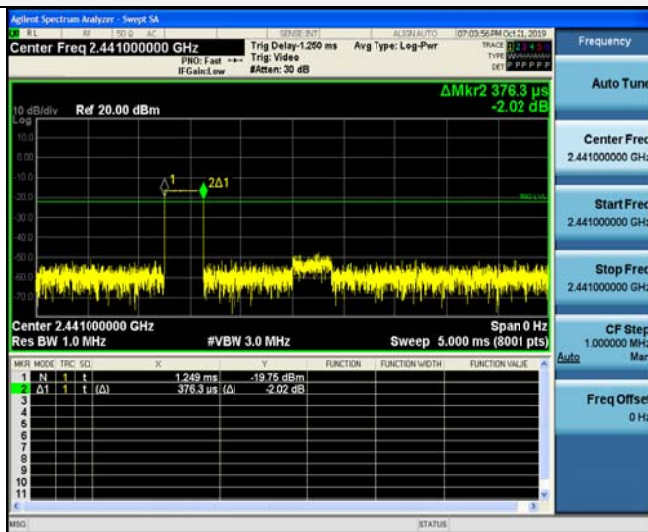 Agilent Spectrum Analyzer - Swept SA
RL RF 50 Ω AC SENSE:INT ALIGN AUTO 07:03:56 PM Oct 21, 2019
Center Freq 2.441000000 GHz
PNO: Fast
IFGain:Low
Trig Delay-1.250 ms
Trig: Video
#Atten: 30 dB
Avg Type: Log-Pwr
TRACE 1 2 3 4 5 6
TYPE
DET P P P P P P
ΔMkr2 376.3 µs
-2.02 dB
10 dB/div Ref 20.00 dBm
Log
10.0
0.00
-10.0
-20.0
-30.0
-40.0
-50.0
-60.0
-70.0
1
2Δ1
TRIG LVL
Center 2.441000000 GHz Span 0 Hz
Res BW 1.0 MHz #VBW 3.0 MHz Sweep 5.000 ms (8001 pts)
MKR MODE TRC SCL X Y FUNCTION FUNCTION WIDTH FUNCTION VALUE
1 N 1 t 1.249 ms -19.75 dBm
2 Δ1 1 t (Δ) 376.3 µs (Δ) -2.02 dB
3
4
5
6
7
8
9
10
11
MSG STATUS
Frequency
Auto Tune
Center Freq
2.441000000 GHz
Start Freq
2.441000000 GHz
Stop Freq
2.441000000 GHz
CF Step
1.000000 MHz
Auto Man
Freq Offset
0 Hz